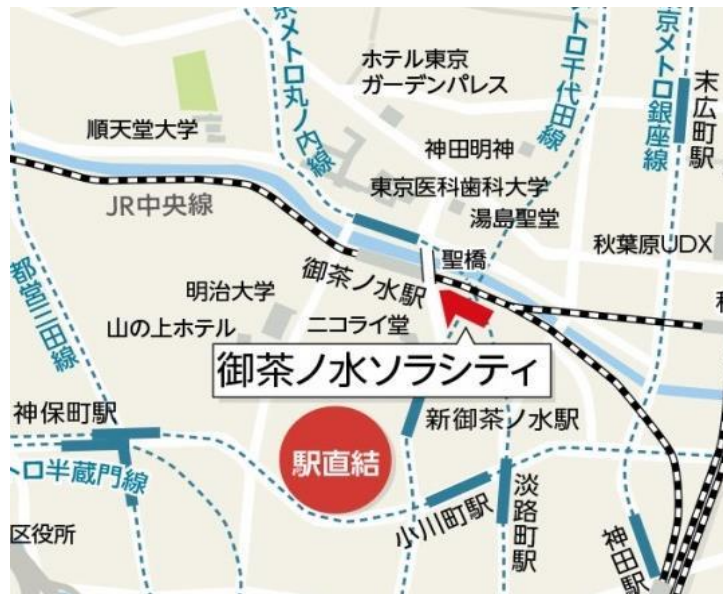 京メトロ丸ノ内線
ホテル東京
ガーデンパレス
トロ千代田線
京メトロ銀座線
末広町駅
順天堂大学
神田明神
東京医科歯科大学
湯島聖堂
JR中央線
秋葉原UDX
聖橋
御茶ノ水駅
都営三田線
明治大学
山の上ホテル
ニコライ堂
御茶ノ水ソラシティ
神保町駅
新御茶ノ水駅
駅直結
トロ半蔵門線
小川町駅
淡路町駅
区役所
神田駅